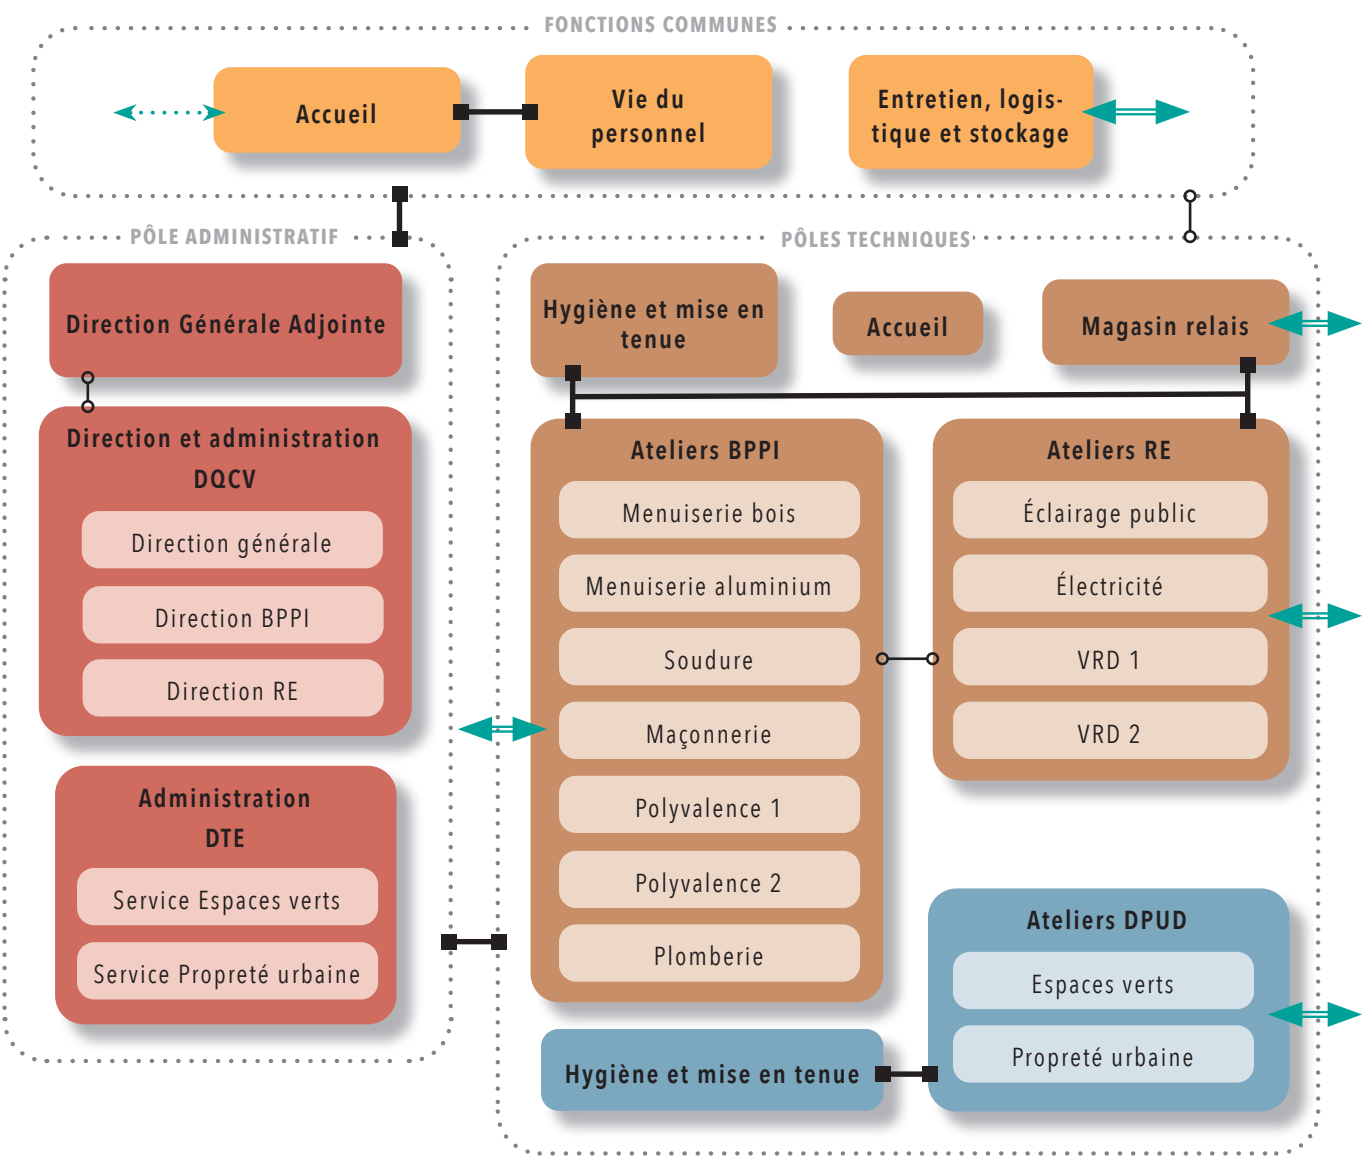 FONCTIONS COMMUNES
Accueil
Vie du
personnel
Entretien, logis-
tique et stockage
PÔLE ADMINISTRATIF
Direction Générale Adjointe
Direction et administration
DQCV
Direction générale
Direction BPPI
Direction RE
Administration
DTE
Service Espaces verts
Service Propreté urbaine
PÔLES TECHNIQUES
Hygiène et mise en
tenue
Accueil
Magasin relais
Ateliers BPPI
Menuiserie bois
Menuiserie aluminium
Soudure
Maçonnerie
Polyvalence 1
Polyvalence 2
Plomberie
Ateliers RE
Éclairage public
Électricité
VRD 1
VRD 2
Hygiène et mise en tenue
Ateliers DPUD
Espaces verts
Propreté urbaine